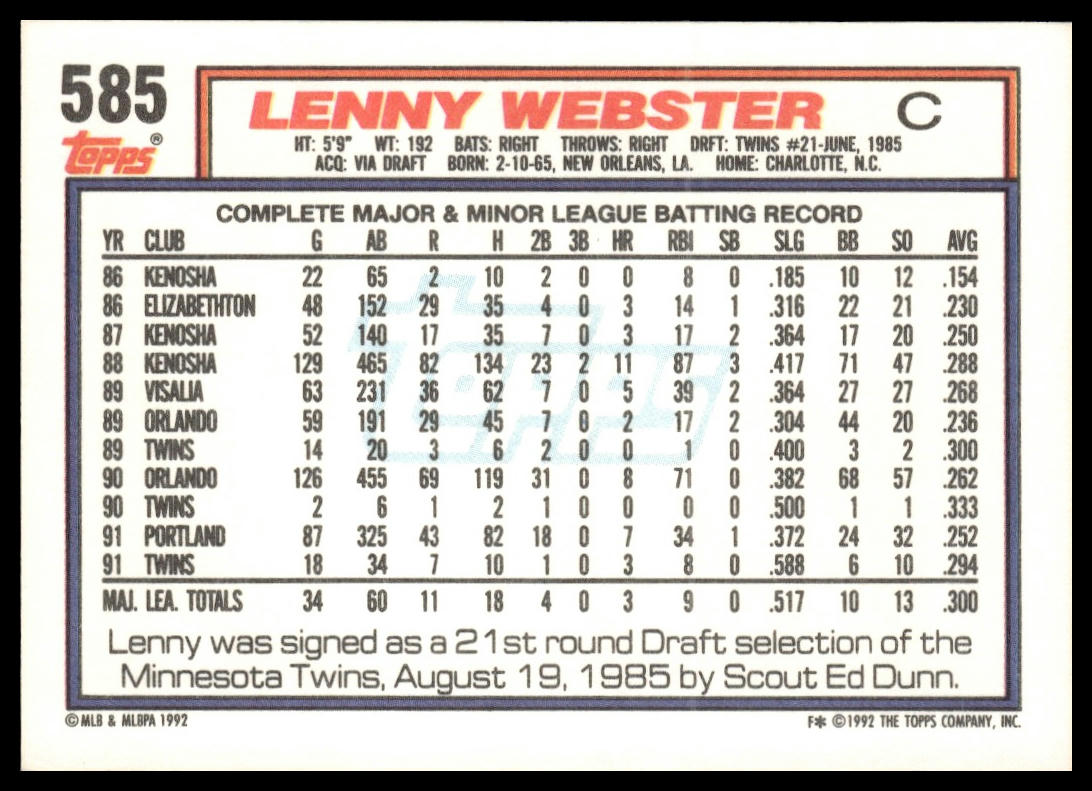 585
topps®
LENNY WEBSTER C
HT: 5'9" WT: 192 BATS: RIGHT THROWS: RIGHT DRFT: TWINS #21-JUNE, 1985
ACQ: VIA DRAFT BORN: 2-10-65, NEW ORLEANS, LA. HOME: CHARLOTTE, N.C.
COMPLETE MAJOR & MINOR LEAGUE BATTING RECORD
YR CLUB G AB R H 2B 3B HR RBI SB SLG BB SO AVG
86 KENOSHA 22 65 2 10 2 0 0 8 0 .185 10 12 .154
86 ELIZABETHTON 48 152 29 35 4 0 3 14 1 .316 22 21 .230
87 KENOSHA 52 140 17 35 7 0 3 17 2 .364 17 20 .250
88 KENOSHA 129 465 82 134 23 2 11 87 3 .417 71 47 .288
89 VISALIA 63 231 36 62 7 0 5 39 2 .364 27 27 .268
89 ORLANDO 59 191 29 45 7 0 2 17 2 .304 44 20 .236
89 TWINS 14 20 3 6 2 0 0 1 0 .400 3 2 .300
90 ORLANDO 126 455 69 119 31 0 8 71 0 .382 68 57 .262
90 TWINS 2 6 1 2 1 0 0 0 0 .500 1 1 .333
91 PORTLAND 87 325 43 82 18 0 7 34 1 .372 24 32 .252
91 TWINS 18 34 7 10 1 0 3 8 0 .588 6 10 .294
MAJ. LEA. TOTALS 34 60 11 18 4 0 3 9 0 .517 10 13 .300
topps
Lenny was signed as a 21st round Draft selection of the
Minnesota Twins, August 19, 1985 by Scout Ed Dunn.
© MLB & MLBPA 1992 F* © 1992 THE TOPPS COMPANY, INC.